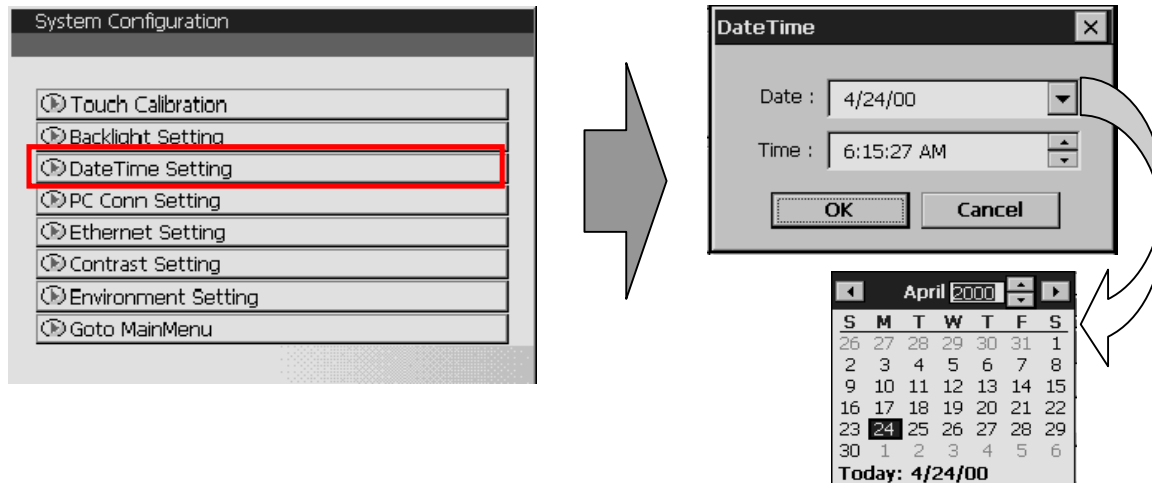 System Configuration
Touch Calibration
Backlight Setting
DateTime Setting
PC Conn Setting
Ethernet Setting
Contrast Setting
Environment Setting
Goto MainMenu
DateTime
Date : 4/24/00
Time : 6:15:27 AM
OK Cancel
April 2000
S M T W T F S
26 27 28 29 30 31 1
2 3 4 5 6 7 8
9 10 11 12 13 14 15
16 17 18 19 20 21 22
23 24 25 26 27 28 29
30 1 2 3 4 5 6
Today: 4/24/00